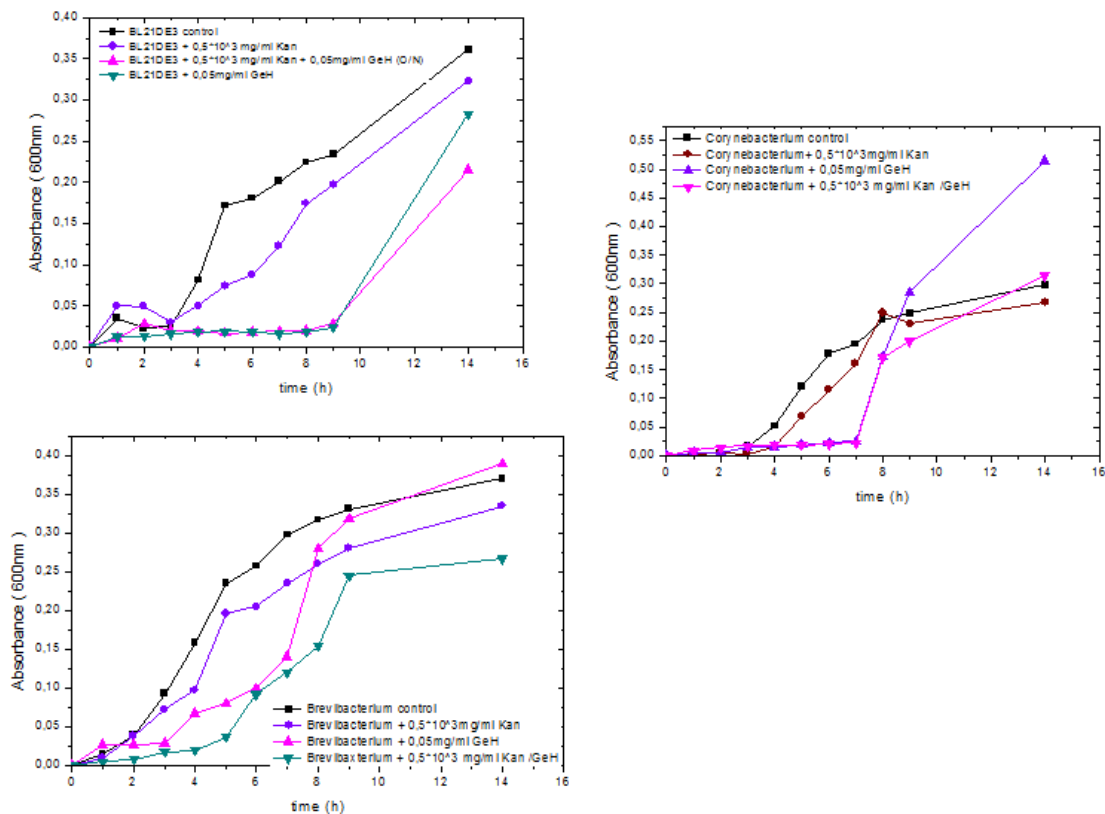 0,40
0,35
0,30
0,25
0,20
0,15
0,10
0,05
0,00
Absorbance ( 600nm )
BL21DE3 control
BL21DE3 + 0,5*10^3 mg/ml Kan
BL21DE3 + 0,5*10^3 mg/ml Kan + 0,05mg/ml GeH (O/N)
BL21DE3 + 0,05mg/ml GeH
0 2 4 6 8 10 12 14 16
time (h)
0,55
0,50
0,45
0,40
0,35
0,30
0,25
0,20
0,15
0,10
0,05
0,00
Absorbance ( 600nm )
Corynebacterium control
Corynebacterium+ 0,5*10^3mg/ml Kan
Corynebacterium + 0,05mg/ml GeH
Corynebacterium + 0,5*10^3 mg/ml Kan /GeH
0 2 4 6 8 10 12 14 16
time (h)
0,40
0,35
0,30
0,25
0,20
0,15
0,10
0,05
0,00
Absorbance ( 600nm )
Brevibacterium control
Brevibacterium + 0,5*10^3mg/ml Kan
Brevibacterium + 0,05mg/ml GeH
Brevibaxterium + 0,5*10^3 mg/ml Kan /GeH
0 2 4 6 8 10 12 14 16
time (h)